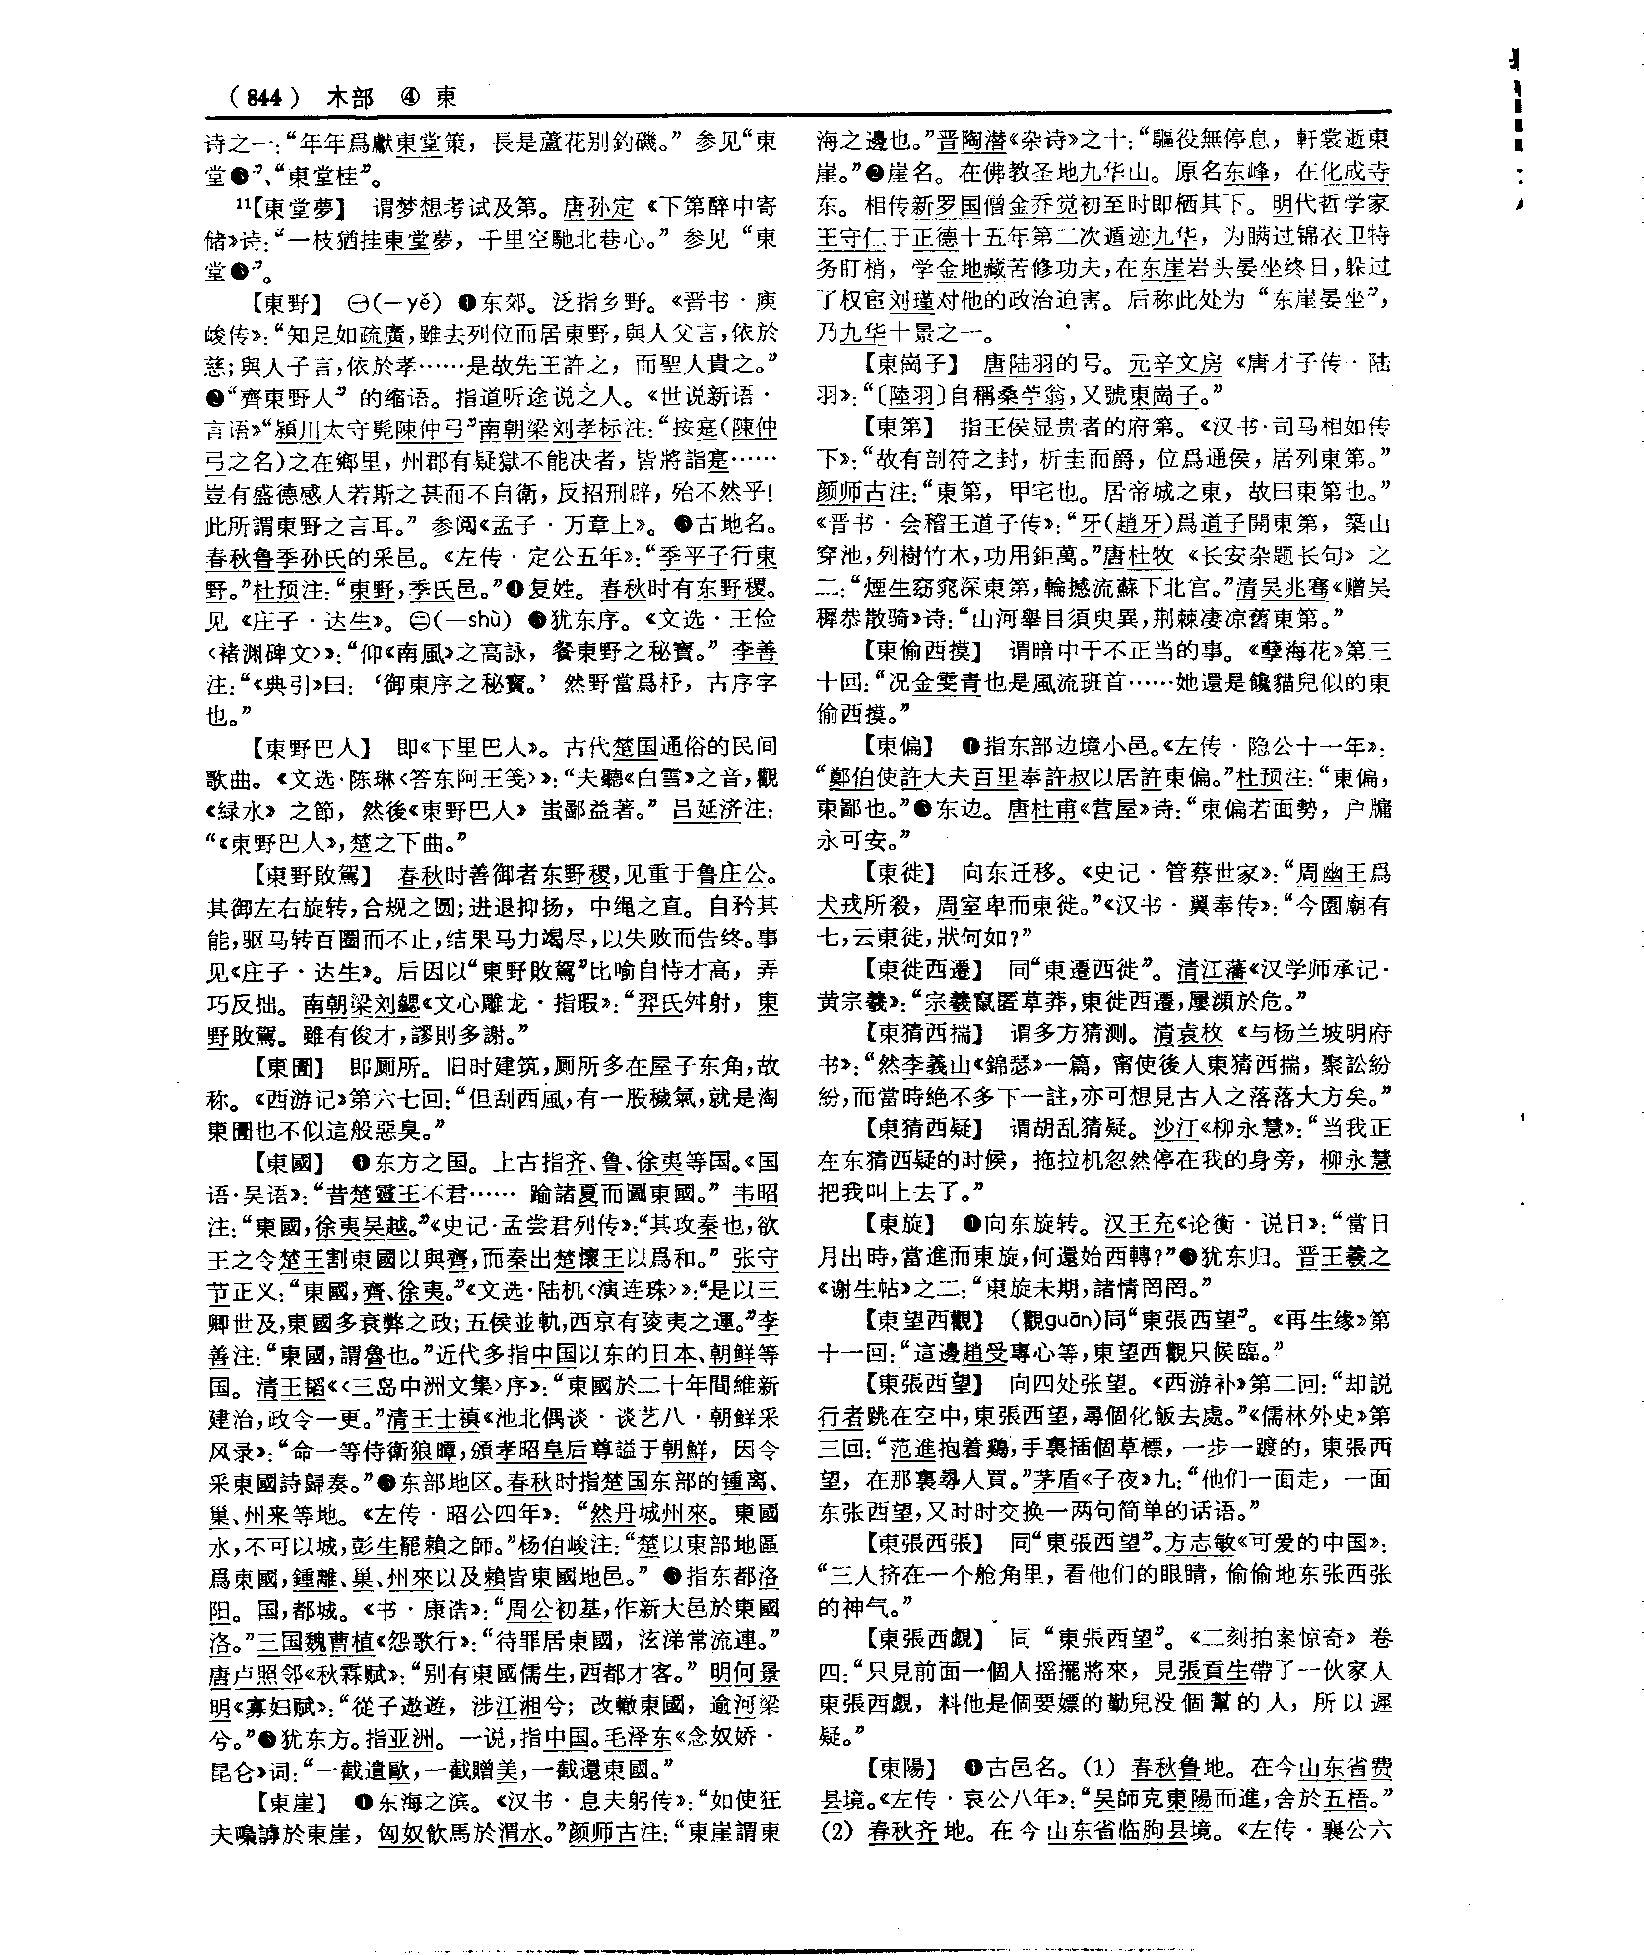 （844） 木部 ④ 東
诗之一：“年年爲獻東堂策，長是蘆花别釣磯。”参见“東
堂❸”、“東堂桂”。
11【東堂夢】 谓梦想考试及第。唐孙定《下第醉中寄
储》诗：“一枝猶挂東堂夢，千里空馳北巷心。”参见“東
堂❸”。
【東野】 ㊀(—yě) ❶东郊。泛指乡野。《晋书·庾
峻传》：“知足如疏廣，雖去列位而居東野，與人父言，依於
慈；與人子言，依於孝……是故先王許之，而聖人貴之。”
❷“齊東野人”的缩语。指道听途说之人。《世说新语·
言语》“潁川太守髡陳仲弓”南朝梁刘孝标注：“按寔（陳仲
弓之名）之在鄉里，州郡有疑獄不能决者，皆將詣寔……
豈有盛德感人若斯之甚而不自衛，反招刑辟，殆不然乎！
此所謂東野之言耳。”参阅《孟子·万章上》。❸古地名。
春秋鲁季孙氏的采邑。《左传·定公五年》：“季平子行東
野。”杜预注：“東野，季氏邑。”❹复姓。春秋时有东野稷。
见《庄子·达生》。㊁(—shù) ❺犹东序。《文选·王俭
〈褚渊碑文〉》：“仰《南風》之高詠，餐東野之秘寶。”李善
注：“《典引》曰：‘御東序之秘寶。’然野當爲杼，古序字
也。”
【東野巴人】 即《下里巴人》。古代楚国通俗的民间
歌曲。《文选·陈琳〈答东阿王笺〉》：“夫聽《白雪》之音，觀
《緑水》之節，然後《東野巴人》蚩鄙益著。”吕延济注：
“《東野巴人》，楚之下曲。”
【東野敗駕】 春秋时善御者东野稷，见重于鲁庄公。
其御左右旋转，合规之圆；进退抑扬，中绳之直。自矜其
能，驱马转百圈而不止，结果马力竭尽，以失败而告终。事
见《庄子·达生》。后因以“東野敗駕”比喻自恃才高，弄
巧反拙。南朝梁刘勰《文心雕龙·指瑕》：“羿氏舛射，東
野敗駕。雖有俊才，謬則多謝。”
【東圊】 即厕所。旧时建筑，厕所多在屋子东角，故
称。《西游记》第六七回：“但刮西風，有一股穢氣，就是淘
東圊也不似這般惡臭。”
【東國】 ❶东方之国。上古指齐、鲁、徐夷等国。《国
语·吴语》：“昔楚靈王不君…… 踰諸夏而圖東國。”韦昭
注：“東國，徐夷吴越。”《史记·孟尝君列传》：“其攻秦也，欲
王之令楚王割東國以與齊，而秦出楚懷王以爲和。”张守
节正义：“東國，齊、徐夷。”《文选·陆机〈演连珠〉》：“是以三
卿世及，東國多衰弊之政；五侯並軌，西京有陵夷之運。”李
善注：“東國，謂魯也。”近代多指中国以东的日本、朝鲜等
国。清王韬《〈三岛中洲文集〉序》：“東國於二十年間維新
建治，政令一更。”清王士禛《池北偶谈·谈艺八·朝鲜采
风录》：“命一等侍衛狼瞫，頒孝昭皇后尊謚于朝鮮，因令
采東國詩歸奏。”❷东部地区。春秋时指楚国东部的锺离、
巢、州来等地。《左传·昭公四年》：“然丹城州來。東國
水，不可以城，彭生罷賴之師。”杨伯峻注：“楚以東部地區
爲東國，鍾離、巢、州來以及賴皆東國地邑。”❸指东都洛
阳。国，都城。《书·康诰》：“周公初基，作新大邑於東國
洛。”三国魏曹植《怨歌行》：“待罪居東國，泫涕常流連。”
唐卢照邻《秋霖赋》：“别有東國儒生，西都才客。”明何景
明《寡妇赋》：“從子遨遊，涉江湘兮；改轍東國，逾河梁
兮。”❹犹东方。指亚洲。一说，指中国。毛泽东《念奴娇·
昆仑》词：“一截遺歐，一截贈美，一截還東國。”
【東崖】 ❶东海之滨。《汉书·息夫躬传》：“如使狂
夫嘄謼於東崖，匈奴飲馬於渭水。”颜师古注：“東崖謂東
海之邊也。”晋陶潜《杂诗》之十：“驅役無停息，軒裳逝東
崖。”❷崖名。在佛教圣地九华山。原名东峰，在化成寺
东。相传新罗国僧金乔觉初至时即栖其下。明代哲学家
王守仁于正德十五年第二次遁迹九华，为瞒过锦衣卫特
务盯梢，学金地藏苦修功夫，在东崖岩头晏坐终日，躲过
了权宦刘瑾对他的政治迫害。后称此处为“东崖晏坐”，
乃九华十景之一。
【東崗子】 唐陆羽的号。元辛文房《唐才子传·陆
羽》：“〔陸羽〕自稱桑苧翁，又號東崗子。”
【東第】 指王侯显贵者的府第。《汉书·司马相如传
下》：“故有剖符之封，析圭而爵，位爲通侯，居列東第。”
颜师古注：“東第，甲宅也。居帝城之東，故曰東第也。”
《晋书·会稽王道子传》：“牙（趙牙）爲道子開東第，築山
穿池，列樹竹木，功用鉅萬。”唐杜牧《长安杂题长句》之
二：“煙生窈窕深東第，輪撼流蘇下北宫。”清吴兆骞《赠吴
穉恭散骑》诗：“山河舉目須臾異，荆棘凄凉舊東第。”
【東偷西摸】 谓暗中干不正当的事。《孽海花》第三
十回：“况金雯青也是風流班首……她還是饞貓兒似的東
偷西摸。”
【東偏】 ❶指东部边境小邑。《左传·隐公十一年》：
“鄭伯使許大夫百里奉許叔以居許東偏。”杜预注：“東偏，
東鄙也。”❷东边。唐杜甫《营屋》诗：“東偏若面勢，户牖
永可安。”
【東徙】 向东迁移。《史记·管蔡世家》：“周幽王爲
犬戎所殺，周室卑而東徙。”《汉书·翼奉传》：“今園廟有
七，云東徙，狀何如？”
【東徙西遷】 同“東遷西徙”。清江藩《汉学师承记·
黄宗羲》：“宗羲竄匿草莽，東徙西遷，屢瀕於危。”
【東猜西揣】 谓多方猜测。清袁枚《与杨兰坡明府
书》：“然李義山《錦瑟》一篇，甯使後人東猜西揣，聚訟紛
紛，而當時绝不多下一註，亦可想見古人之落落大方矣。”
【東猜西疑】 谓胡乱猜疑。沙汀《柳永慧》：“当我正
在东猜西疑的时候，拖拉机忽然停在我的身旁，柳永慧
把我叫上去了。”
【東旋】 ❶向东旋转。汉王充《论衡·说日》：“當日
月出時，當進而東旋，何還始西轉？”❷犹东归。晋王羲之
《谢生帖》之二：“東旋未期，諸情罔罔。”
【東望西觀】 （觀guān）同“東張西望”。《再生缘》第
十一回：“這邊趙受專心等，東望西觀只候臨。”
【東張西望】 向四处张望。《西游补》第二回：“却説
行者跳在空中，東張西望，尋個化飯去處。”《儒林外史》第
三回：“范進抱着鷄，手裏插個草標，一步一踱的，東張西
望，在那裏尋人買。”茅盾《子夜》九：“他们一面走，一面
东张西望，又时时交换一两句简单的话语。”
【東張西張】 同“東張西望”。方志敏《可爱的中国》：
“三人挤在一个舱角里，看他们的眼睛，偷偷地东张西张
的神气。”
【東張西覷】 同“東張西望”。《二刻拍案惊奇》卷
四：“只見前面一個人摇擺將來，見張貢生帶了一伙家人
東張西覷，料他是個要嫖的勤兒没個幫的人，所以遲
疑。”
【東陽】 ❶古邑名。（1）春秋鲁地。在今山东省费
县境。《左传·哀公八年》：“吴師克東陽而進，舍於五梧。”
（2）春秋齐地。在今山东省临朐县境。《左传·襄公六